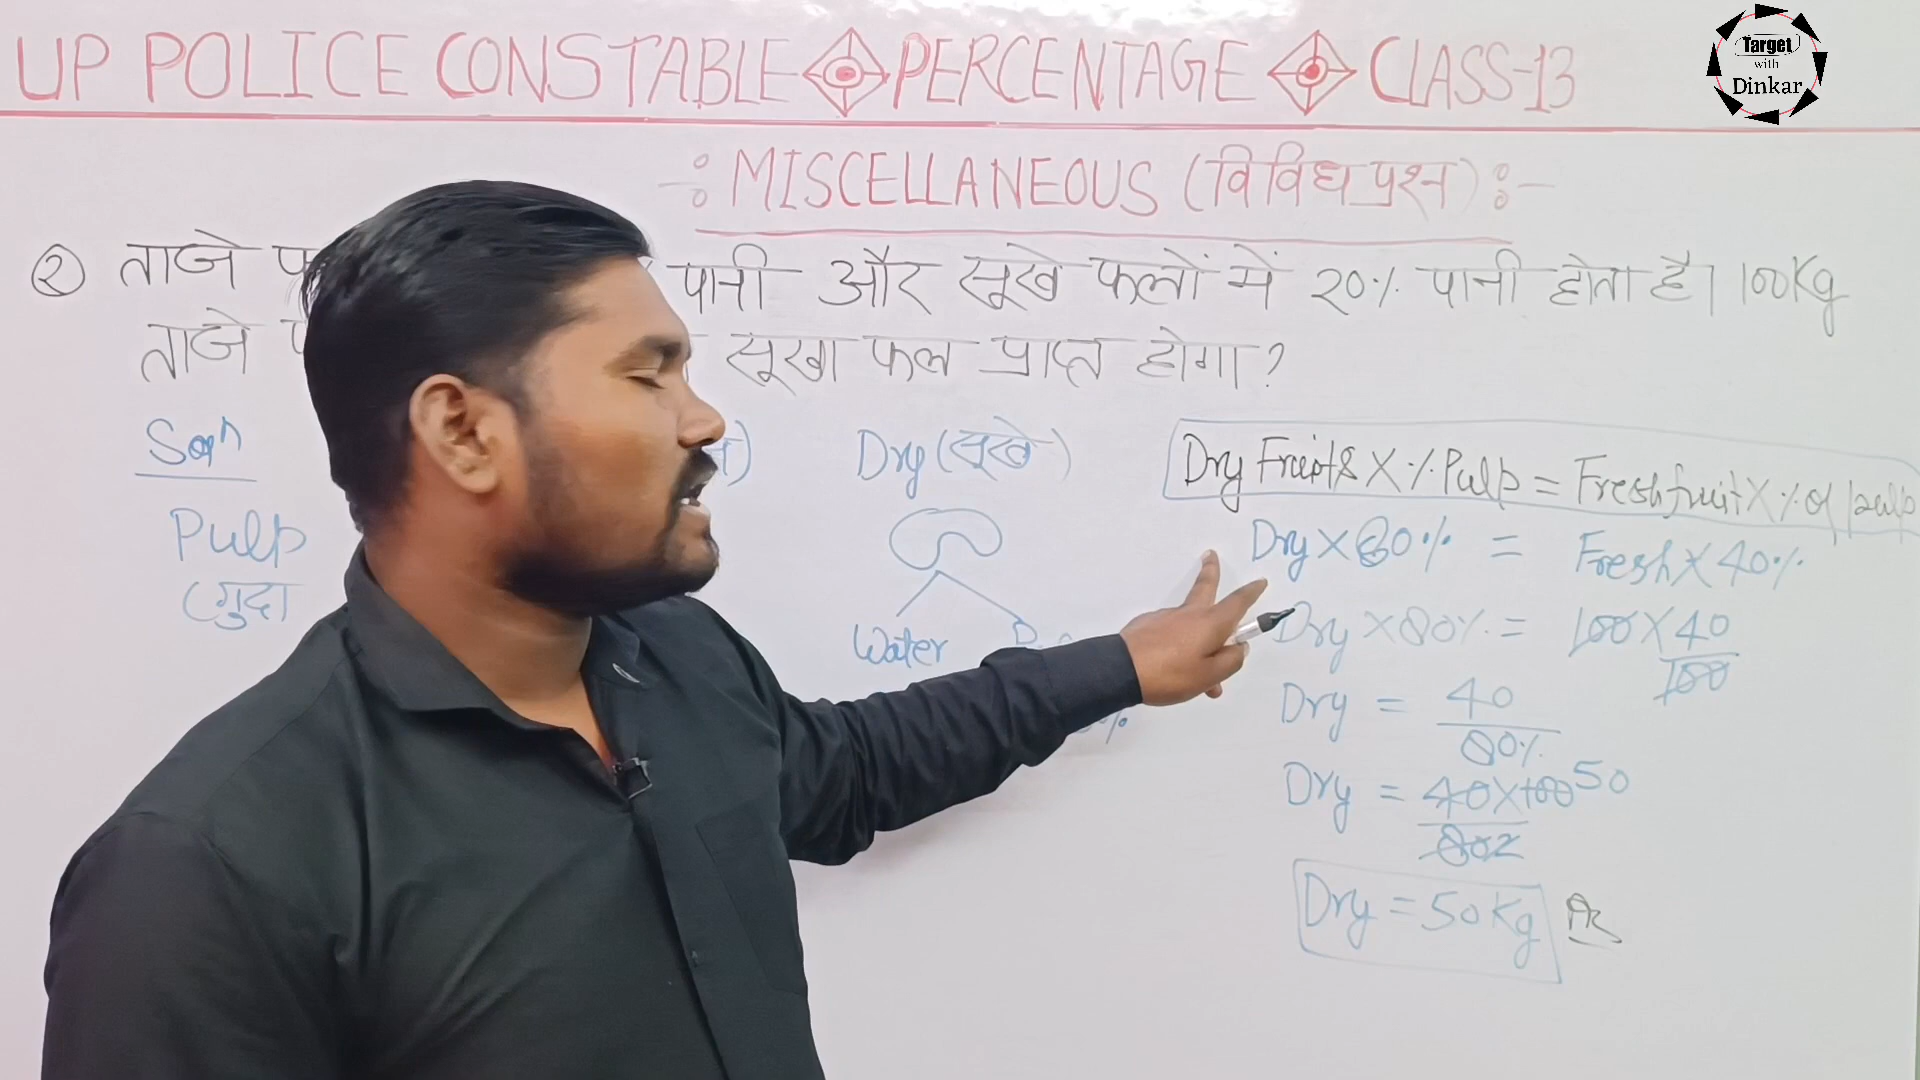 UP POLICE CONSTABLE PERCENTAGE CLASS-13
Target
with
Dinkar
-: MISCELLANEOUS (विविध प्रश्न) :-
② ताजे पानी और सूखे फलों में 20% पानी होता है। 100Kg
ताजे सूखा फल प्राप्त होगा?
Sol^n
Dry (सूखे)
Dry Fruits X % Pulp = Fresh fruit X % of pulp
Pulp
(गुदा
Dry X 80% = Fresh X 40%
Water
Dry X 80% = 100 X 40
100
Dry = 40
80%
Dry = 40X100 50
80 2
Dry = 50 Kg